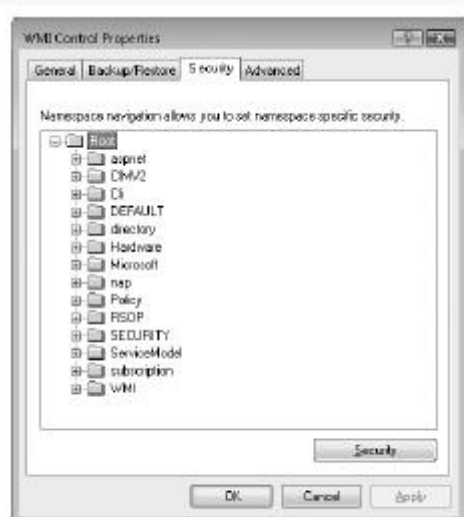 WMI Control Properties
General Backup/Restore Security Advanced
Namespace navigation allows you to set namespace specific security.
Root
aspnet
CIMV2
Cli
DEFAULT
directory
Hardware
Microsoft
nap
Policy
RSOP
SECURITY
ServiceModel
subscription
WMI
Security
OK Cancel Apply